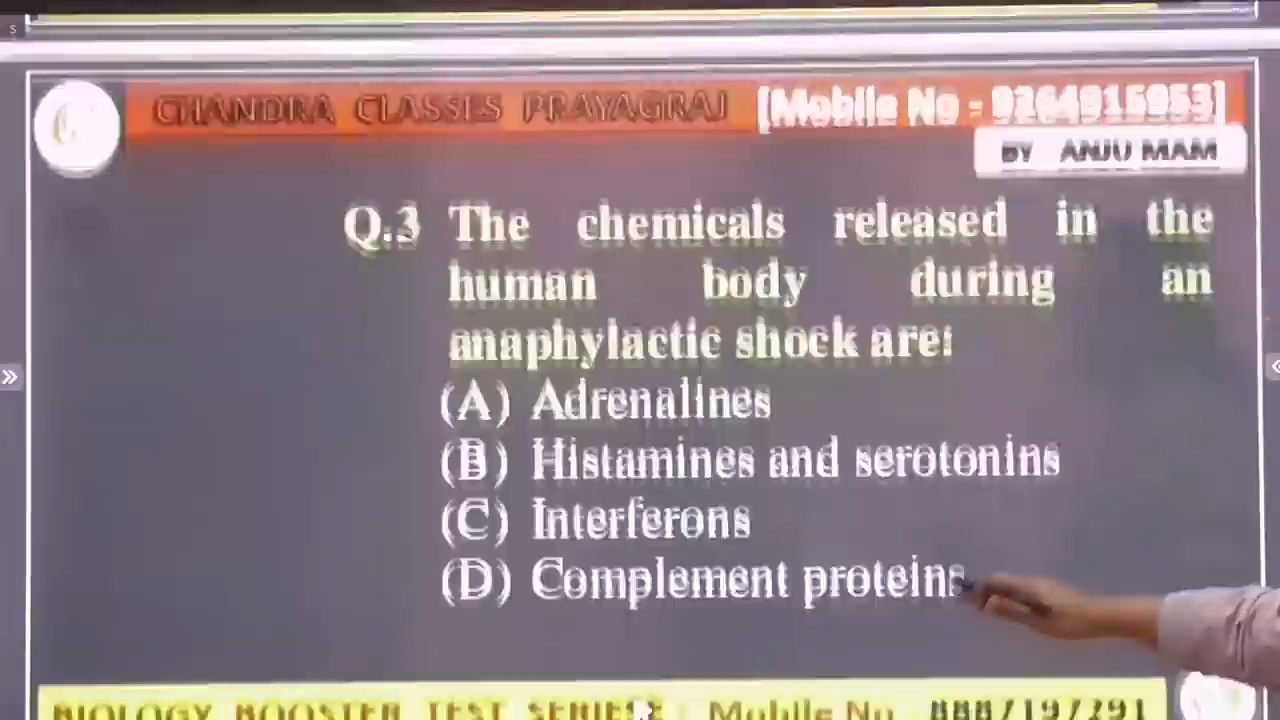 CHANDRA CLASSES PRAYAGRAJ [Mobile No - 9264915953]
BY ANJU MAM
Q.3 The chemicals released in the
human body during an
anaphylactic shock are:
(A) Adrenalines
(B) Histamines and serotonins
(C) Interferons
(D) Complement proteins
BIOLOGY BOOSTER TEST SERIES : Mobile No - 8887197291